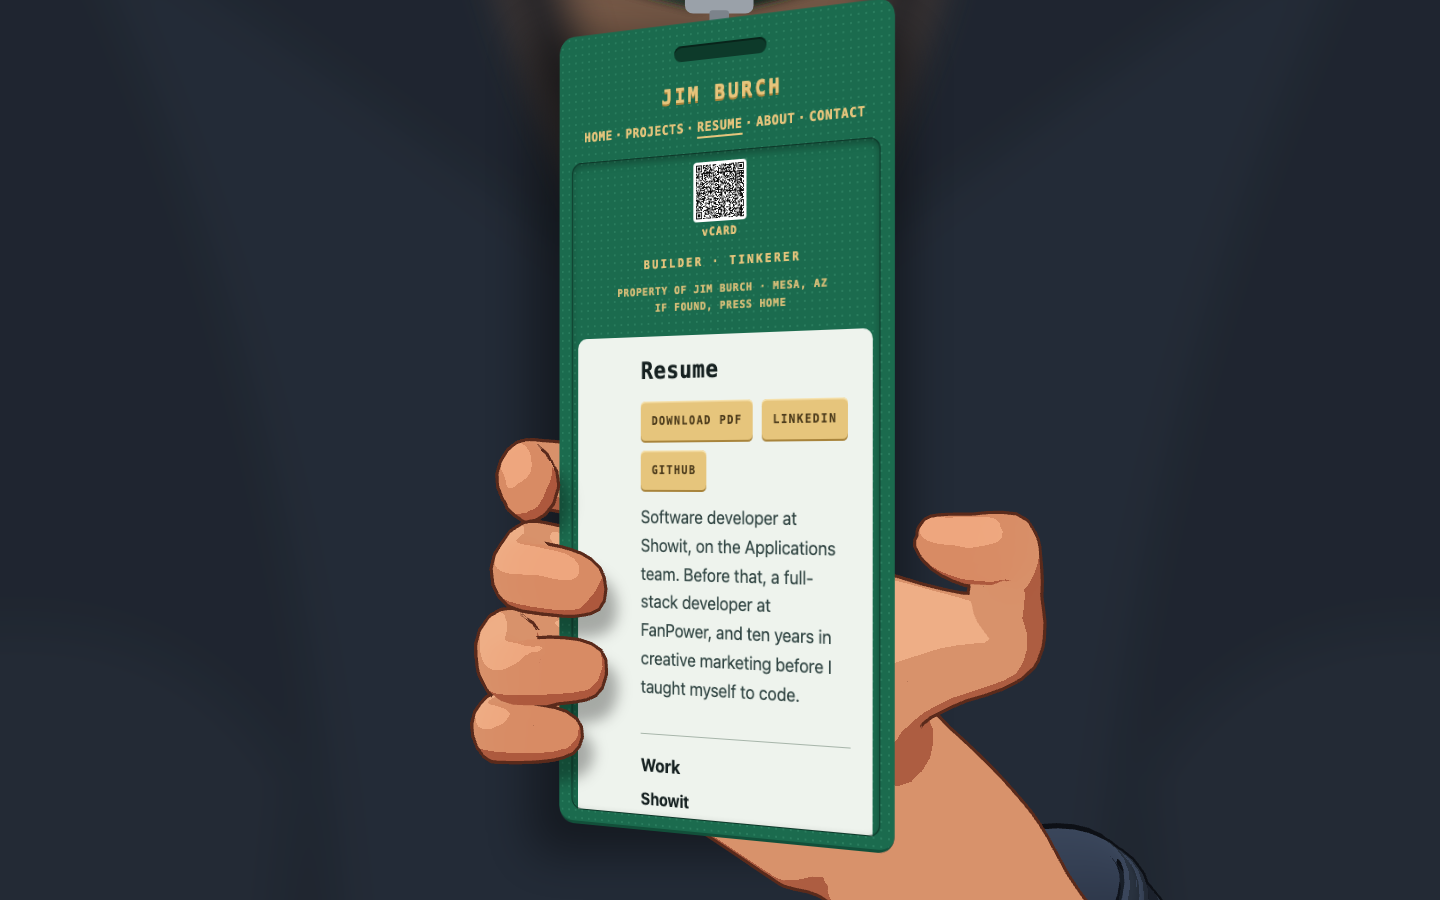 JIM BURCH
HOME · PROJECTS · RESUME · ABOUT · CONTACT
vCARD
BUILDER · TINKERER
PROPERTY OF JIM BURCH · MESA, AZ
IF FOUND, PRESS HOME
Resume
DOWNLOAD PDF LINKEDIN
GITHUB
Software developer at
Showit, on the Applications
team. Before that, a full-
stack developer at
FanPower, and ten years in
creative marketing before I
taught myself to code.
Work
Showit